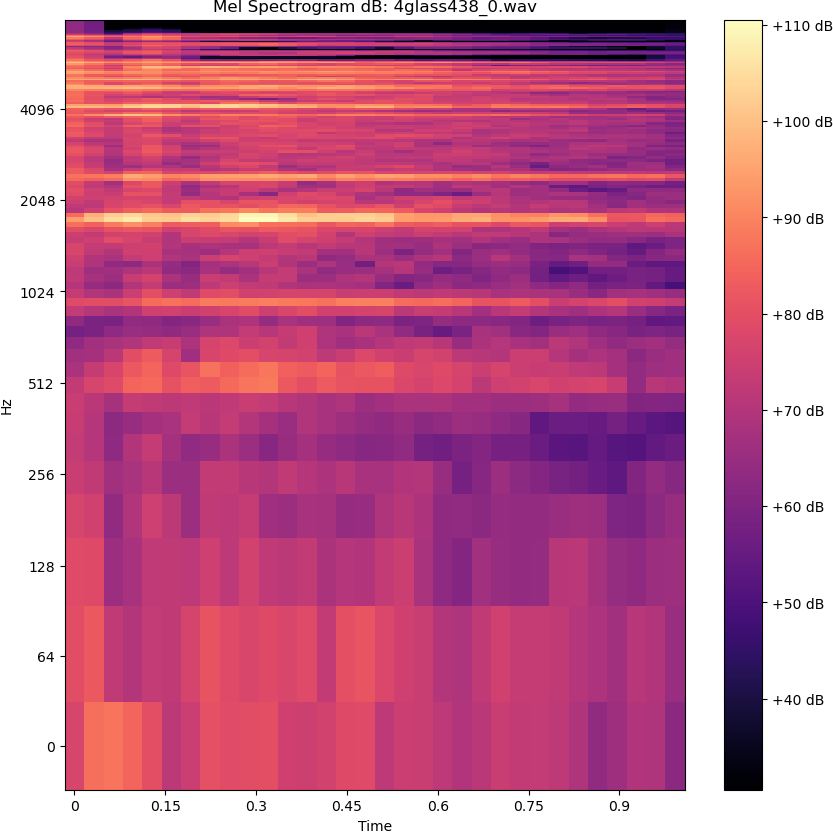 Mel Spectrogram dB: 4glass438_0.wav
Hz
4096
2048
1024
512
256
128
64
0
0 0.15 0.3 0.45 0.6 0.75 0.9
Time
+110 dB
+100 dB
+90 dB
+80 dB
+70 dB
+60 dB
+50 dB
+40 dB